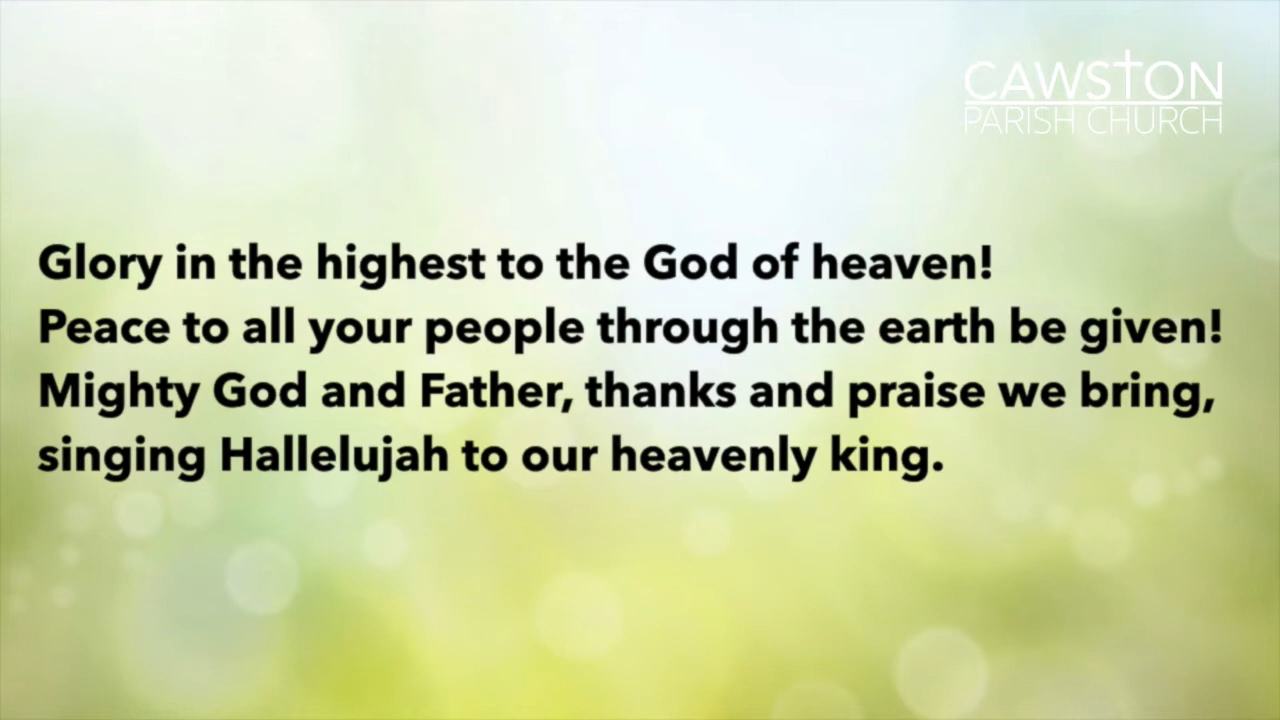 CAWSTON
PARISH CHURCH
Glory in the highest to the God of heaven!
Peace to all your people through the earth be given!
Mighty God and Father, thanks and praise we bring,
singing Hallelujah to our heavenly king.